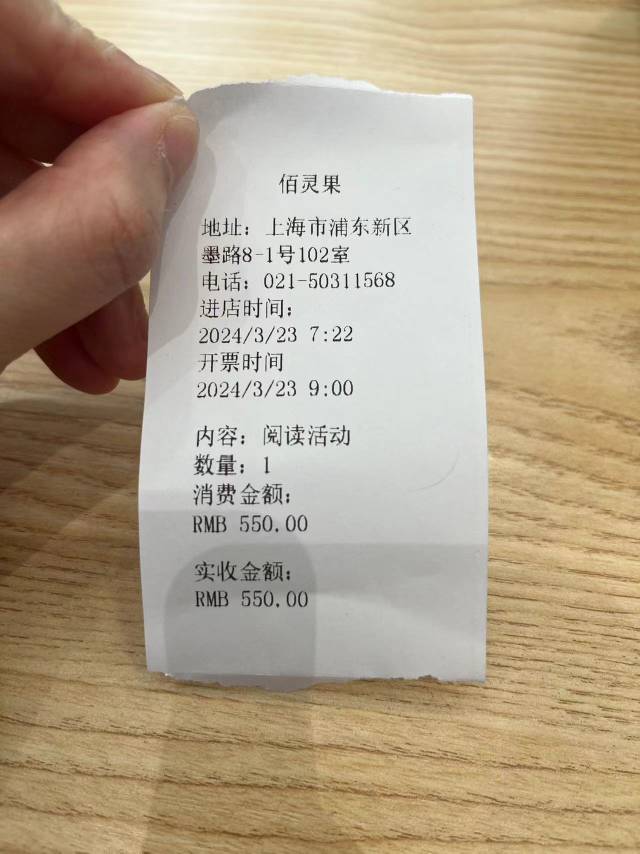 佰灵果
地址：上海市浦东新区
墨路8-1号102室
电话：021-50311568
进店时间：
2024/3/23 7:22
开票时间
2024/3/23 9:00
内容：阅读活动
数量：1
消费金额：
RMB 550.00
实收金额：
RMB 550.00